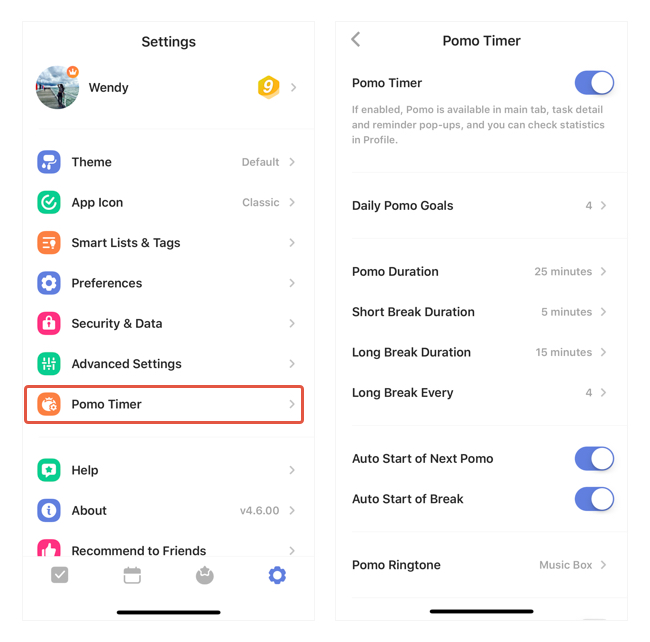 Settings
Wendy
9
Theme
Default
App Icon
Classic
Smart Lists & Tags
Preferences
Security & Data
Advanced Settings
Pomo Timer
Help
About
v4.6.00
Recommend to Friends
Pomo Timer
Pomo Timer
If enabled, Pomo is available in main tab, task detail
and reminder pop-ups, and you can check statistics
in Profile.
Daily Pomo Goals
4
Pomo Duration
25 minutes
Short Break Duration
5 minutes
Long Break Duration
15 minutes
Long Break Every
4
Auto Start of Next Pomo
Auto Start of Break
Pomo Ringtone
Music Box